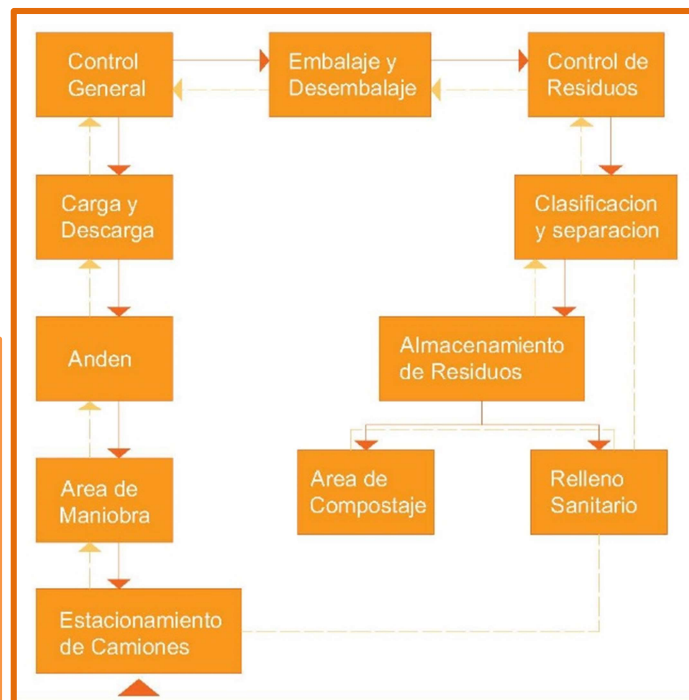 Control
General
Embalaje y
Desembalaje
Control de
Residuos
Carga y
Descarga
Clasificacion
y separacion
Anden
Almacenamiento
de Residuos
Area de
Maniobra
Area de
Compostaje
Relleno
Sanitario
Estacionamiento
de Camiones